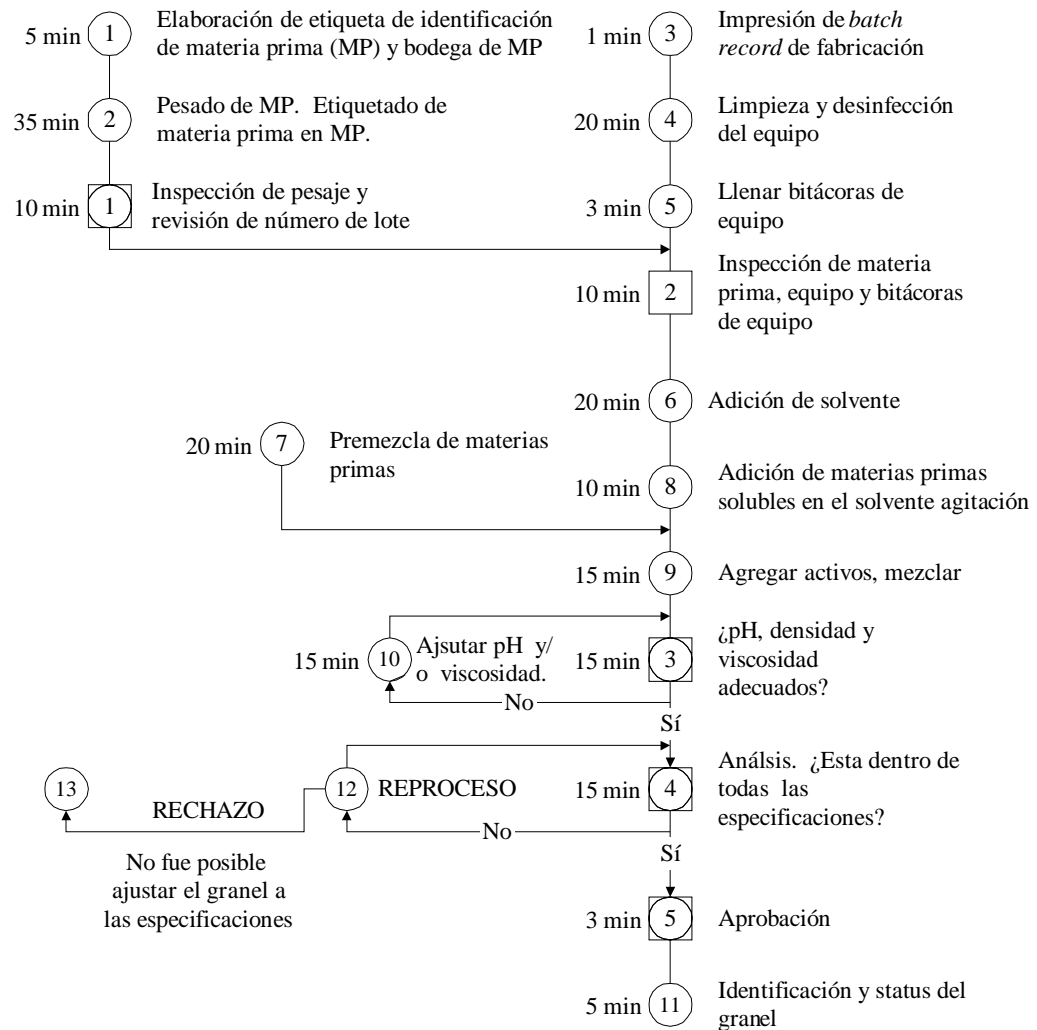 5 min 1 Elaboración de etiqueta de identificación
de materia prima (MP) y bodega de MP
1 min 3 Impresión de batch
record de fabricación
35 min 2 Pesado de MP. Etiquetado de
materia prima en MP.
20 min 4 Limpieza y desinfección
del equipo
10 min 1 Inspección de pesaje y
revisión de número de lote
3 min 5 Llenar bitácoras de
equipo
10 min 2 Inspección de materia
prima, equipo y bitácoras
de equipo
20 min 6 Adición de solvente
20 min 7 Premezcla de materias
primas
10 min 8 Adición de materias primas
solubles en el solvente agitación
15 min 9 Agregar activos, mezclar
15 min 10 Ajsutar pH y/
o viscosidad.
No
15 min 3 ¿pH, densidad y
viscosidad
adecuados?
Sí
13
RECHAZO
12 REPROCESO
No
No fue posible
ajustar el granel a
las especificaciones
15 min 4 Análsis. ¿Esta dentro de
todas las
especificaciones?
Sí
3 min 5 Aprobación
5 min 11 Identificación y status del
granel